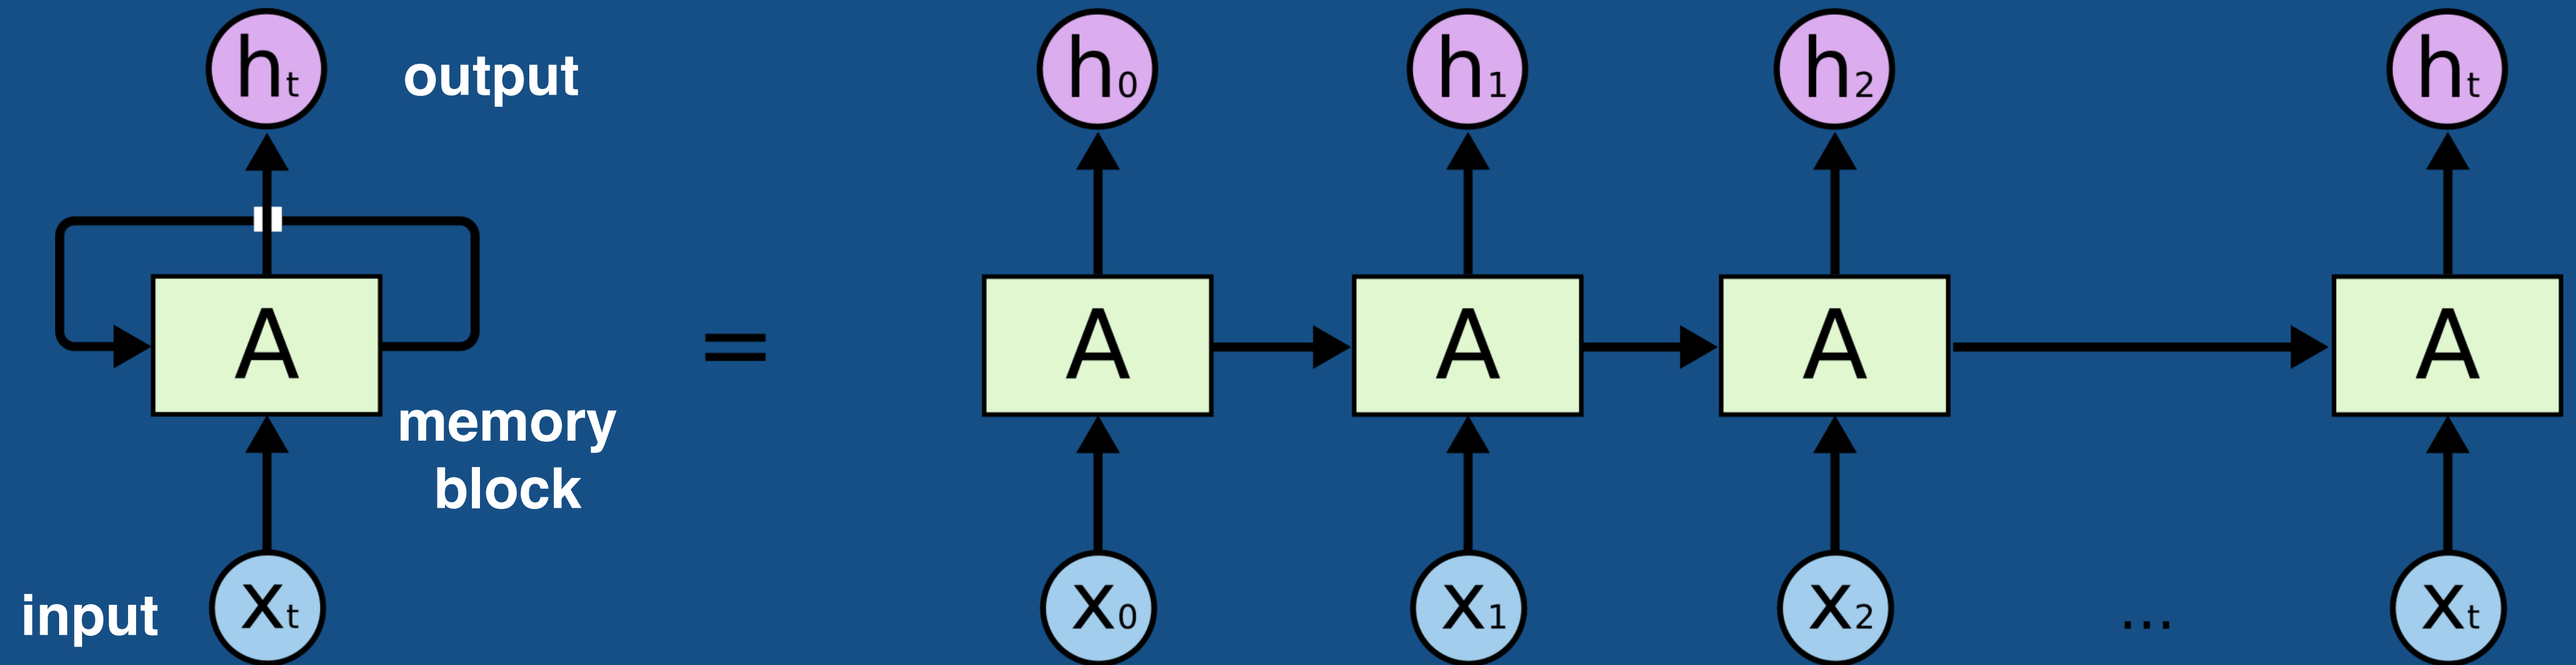 ht output h0 h1 h2 ht
A = A A A A
memory
block
input xt x0 x1 x2 ... xt